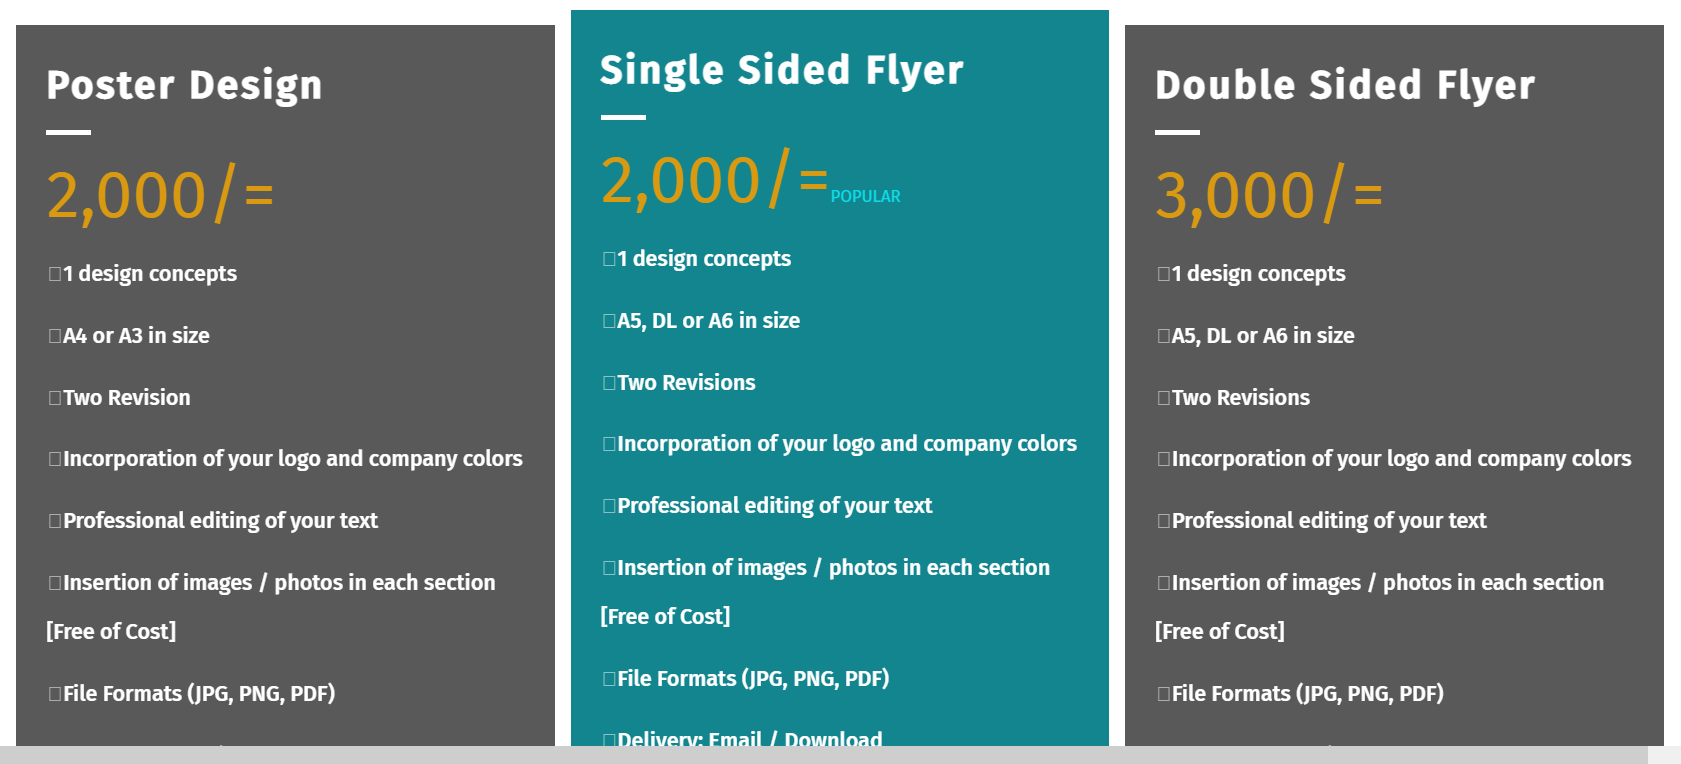 Poster Design
2,000/=
1 design concepts
A4 or A3 in size
Two Revision
Incorporation of your logo and company colors
Professional editing of your text
Insertion of images / photos in each section
[Free of Cost]
File Formats (JPG, PNG, PDF)
Single Sided Flyer
2,000/= POPULAR
1 design concepts
A5, DL or A6 in size
Two Revisions
Incorporation of your logo and company colors
Professional editing of your text
Insertion of images / photos in each section
[Free of Cost]
File Formats (JPG, PNG, PDF)
Delivery: Email / Download
Double Sided Flyer
3,000/=
1 design concepts
A5, DL or A6 in size
Two Revisions
Incorporation of your logo and company colors
Professional editing of your text
Insertion of images / photos in each section
[Free of Cost]
File Formats (JPG, PNG, PDF)